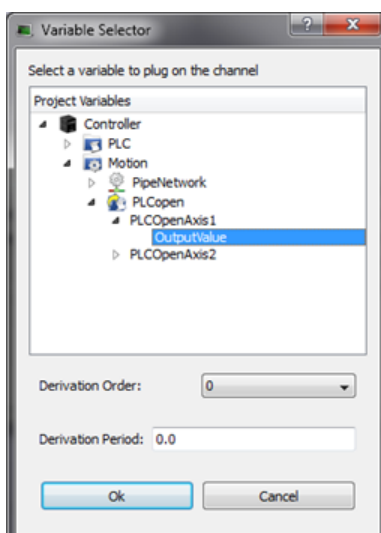 Variable Selector
Select a variable to plug on the channel
Project Variables
Controller
PLC
Motion
PipeNetwork
PLCopen
PLCOpenAxis1
OutputValue
PLCOpenAxis2
Derivation Order: 0
Derivation Period: 0.0
Ok Cancel